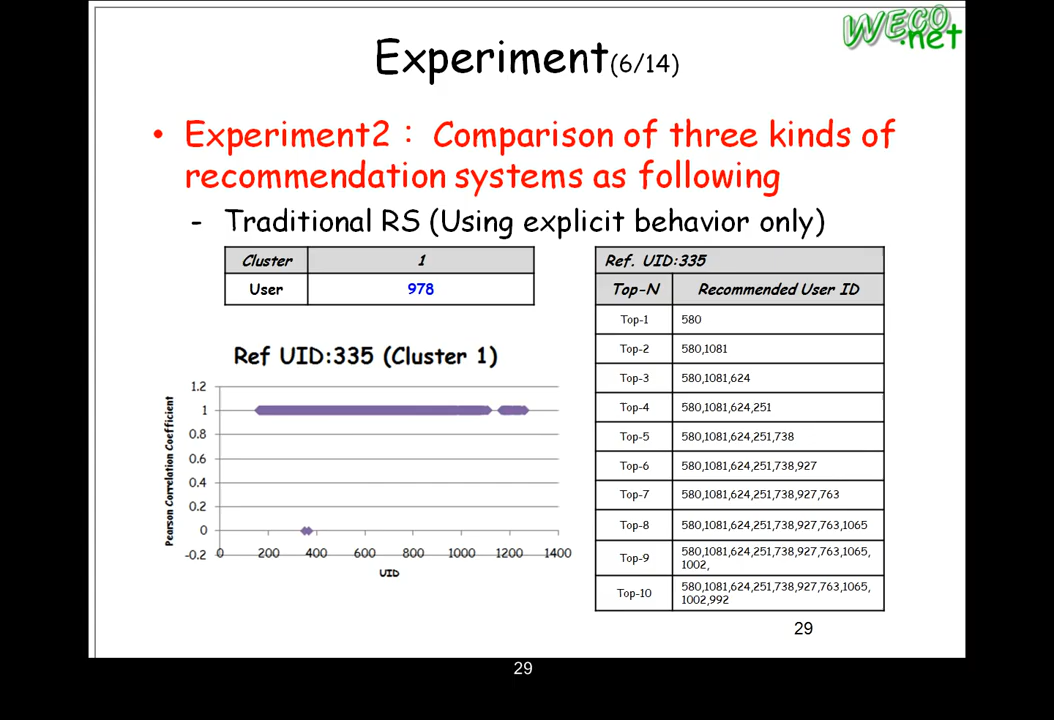 WECO.net
Experiment(6/14)
• Experiment2： Comparison of three kinds of
recommendation systems as following
- Traditional RS (Using explicit behavior only)
Cluster 1
User 978
Ref UID:335 (Cluster 1)
Pearson Correlation Coefficient
1.2
1
0.8
0.6
0.4
0.2
0
-0.2
0 200 400 600 800 1000 1200 1400
UID
Ref. UID:335
Top-N Recommended User ID
Top-1 580
Top-2 580,1081
Top-3 580,1081,624
Top-4 580,1081,624,251
Top-5 580,1081,624,251,738
Top-6 580,1081,624,251,738,927
Top-7 580,1081,624,251,738,927,763
Top-8 580,1081,624,251,738,927,763,1065
Top-9 580,1081,624,251,738,927,763,1065,
1002,
Top-10 580,1081,624,251,738,927,763,1065,
1002,992
29
29